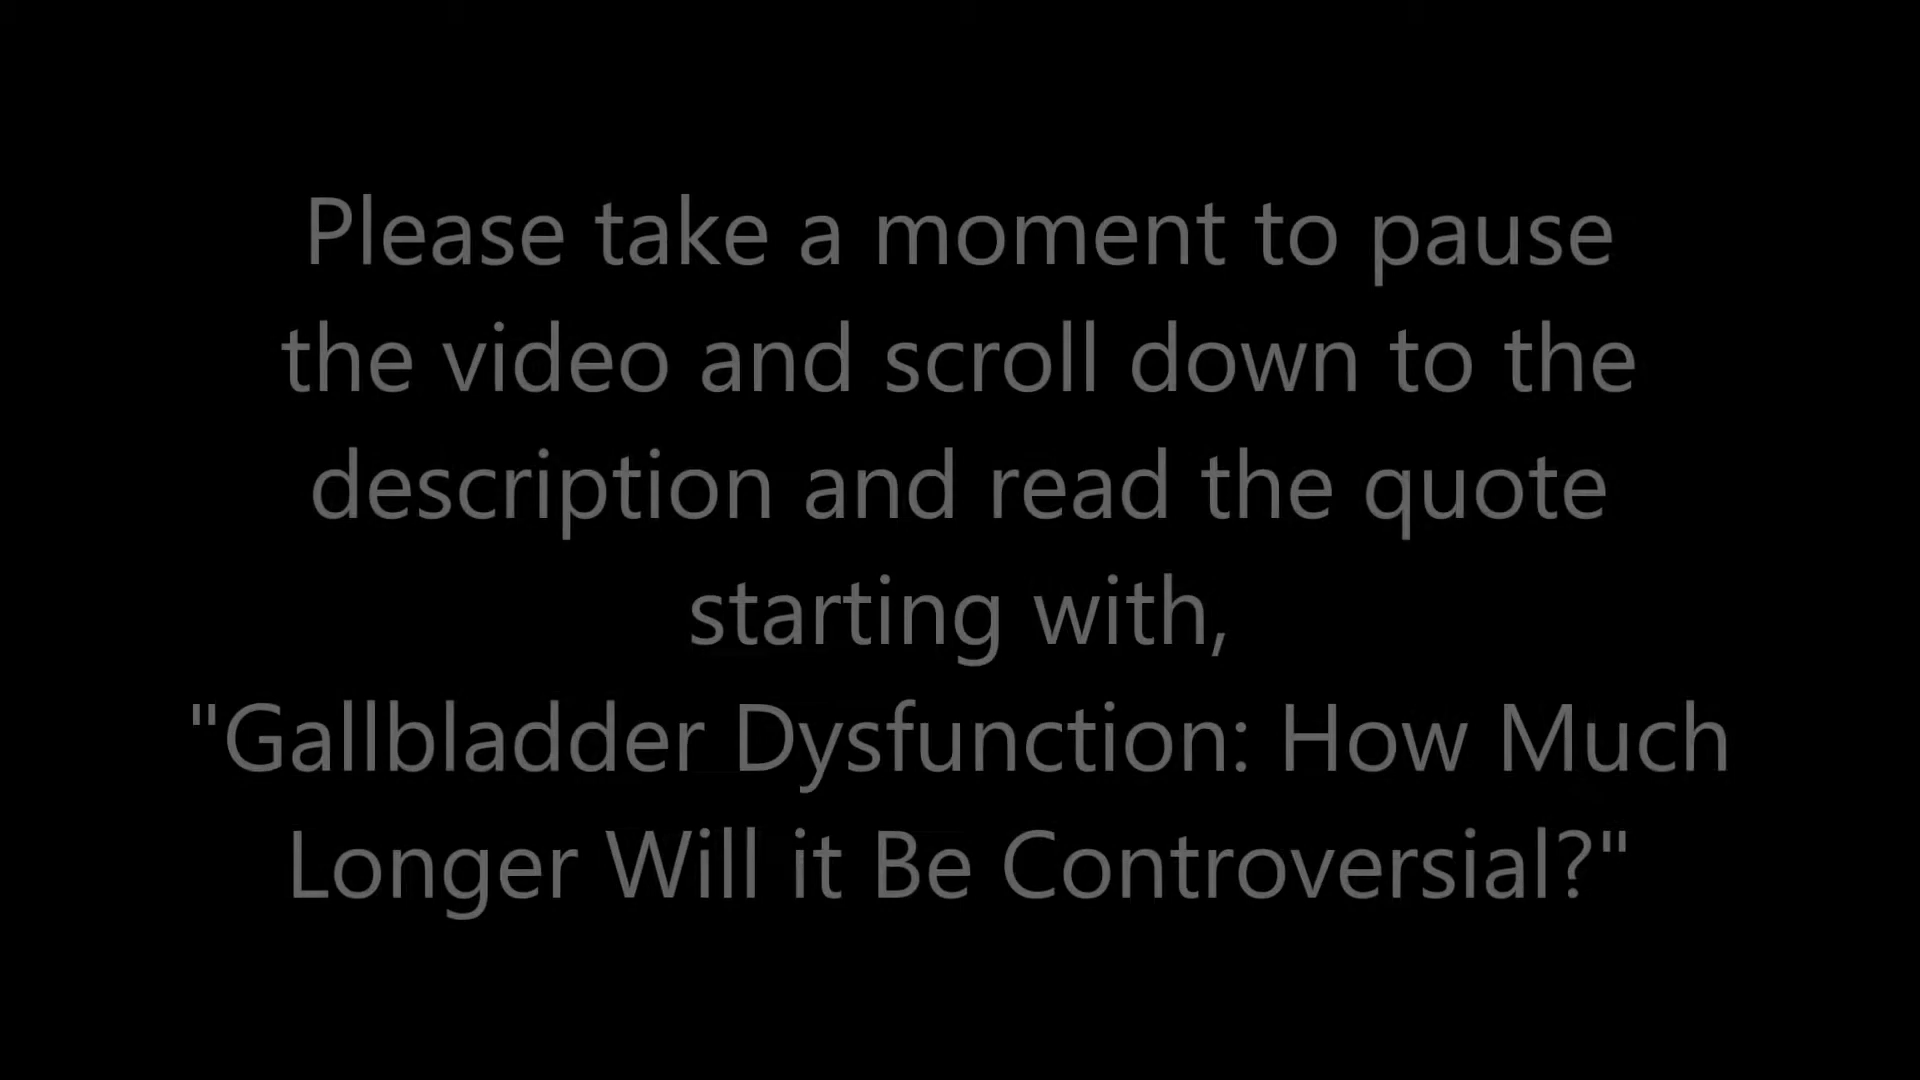 Please take a moment to pause
the video and scroll down to the
description and read the quote
starting with,
"Gallbladder Dysfunction: How Much
Longer Will it Be Controversial?"